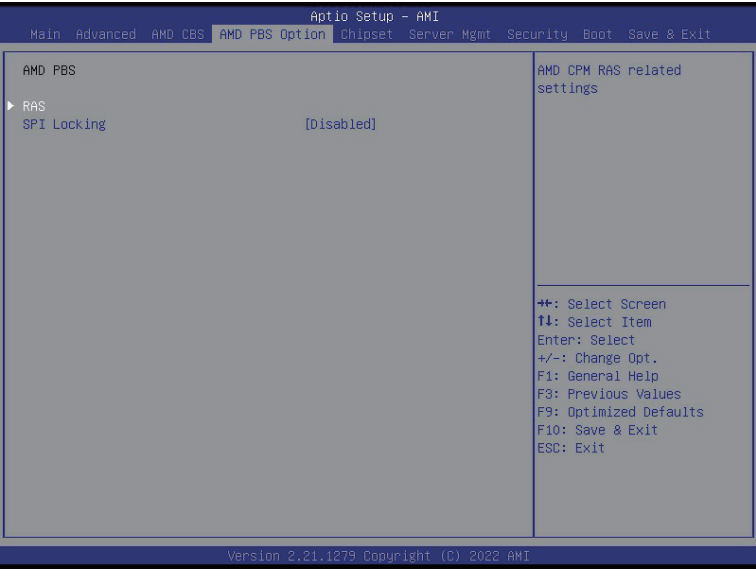 Aptio Setup – AMI
Main Advanced AMD CBS AMD PBS Option Chipset Server Mgmt Security Boot Save & Exit
AMD PBS
RAS
SPI Locking [Disabled]
AMD CPM RAS related
settings
→←: Select Screen
↑↓: Select Item
Enter: Select
+/-: Change Opt.
F1: General Help
F3: Previous Values
F9: Optimized Defaults
F10: Save & Exit
ESC: Exit
Version 2.21.1279 Copyright (C) 2022 AMI